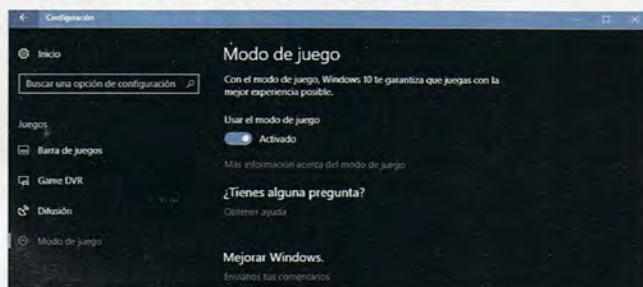 Configuración
Inicio
Buscar una opción de configuración
Juegos
Barra de juegos
Game DVR
Difusión
Modo de juego
Modo de juego
Con el modo de juego, Windows 10 te garantiza que juegas con la
mejor experiencia posible.
Usar el modo de juego
Activado
Más información acerca del modo de juego
¿Tienes alguna pregunta?
Obtener ayuda
Mejorar Windows.
Envíanos tus comentarios